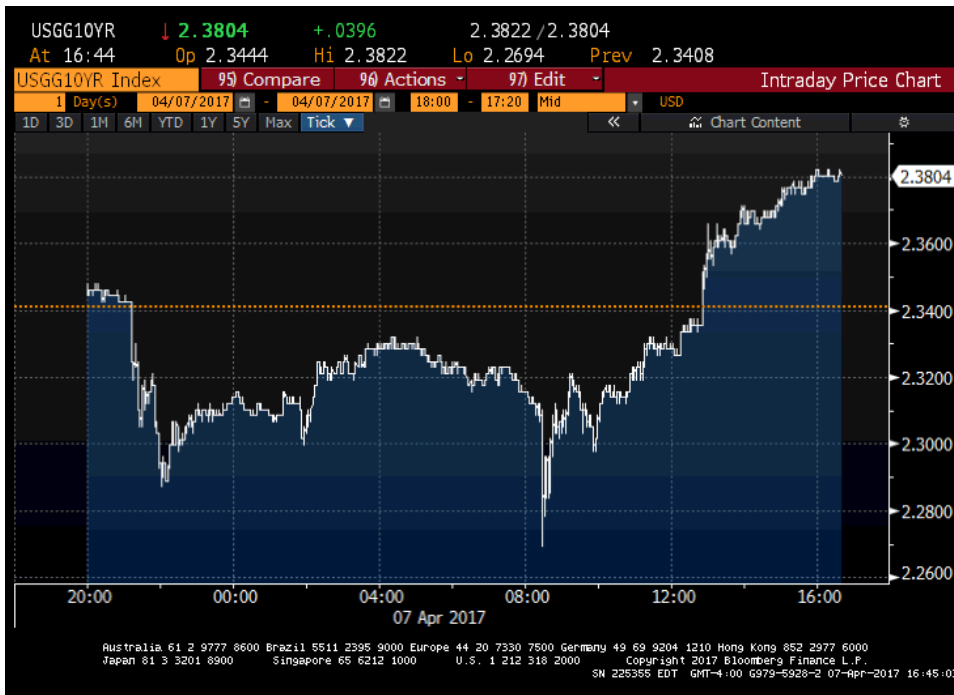 USGG10YR ↓ 2.3804 +.0396 2.3822 / 2.3804
At 16:44 Op 2.3444 Hi 2.3822 Lo 2.2694 Prev 2.3408
USGG10YR Index 95) Compare 96) Actions 97) Edit Intraday Price Chart
1 Day(s) 04/07/2017 - 04/07/2017 18:00 - 17:20 Mid USD
1D 3D 1M 6M YTD 1Y 5Y Max Tick ▼ « Chart Content
2.3804
2.3600
2.3400
2.3200
2.3000
2.2800
2.2600
20:00 00:00 04:00 08:00 12:00 16:00
07 Apr 2017
Australia 61 2 9777 8600 Brazil 5511 2395 9000 Europe 44 20 7330 7500 Germany 49 69 9204 1210 Hong Kong 852 2977 6000
Japan 81 3 3201 8900 Singapore 65 6212 1000 U.S. 1 212 318 2000 Copyright 2017 Bloomberg Finance L.P.
SN 225355 EDT GMT-4:00 G979-5928-2 07-Apr-2017 16:45:03